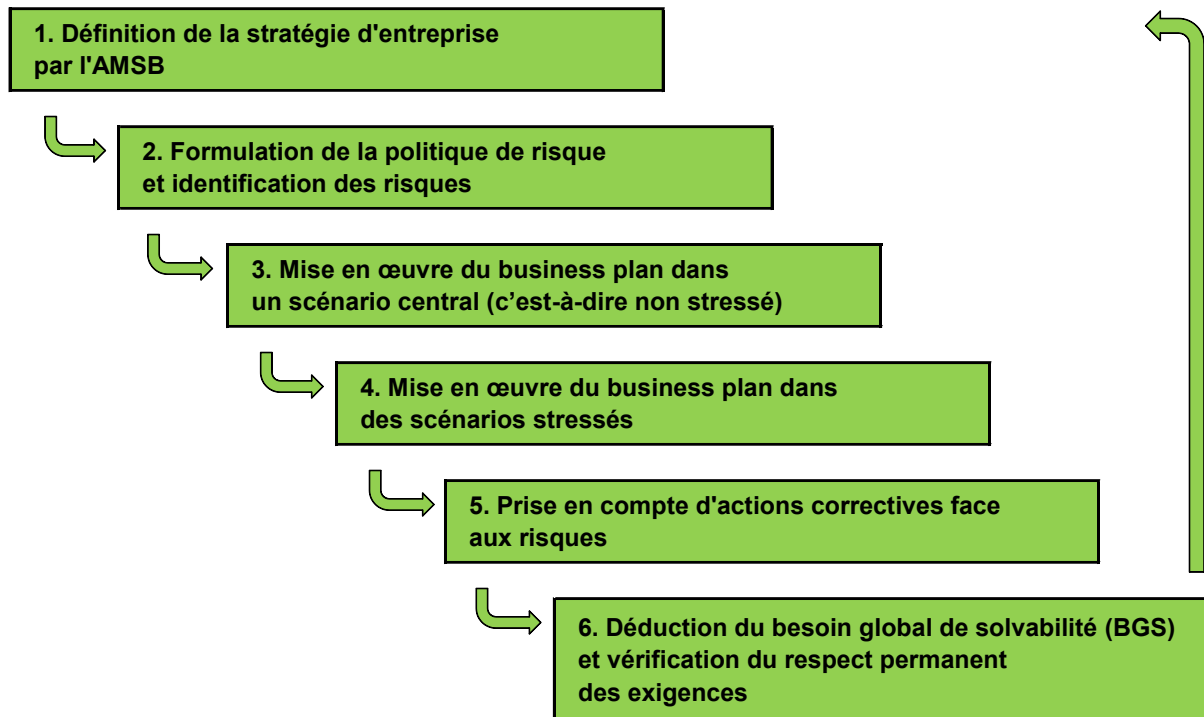 1. Définition de la stratégie d'entreprise
par l'AMSB
2. Formulation de la politique de risque
et identification des risques
3. Mise en œuvre du business plan dans
un scénario central (c’est-à-dire non stressé)
4. Mise en œuvre du business plan dans
des scénarios stressés
5. Prise en compte d'actions correctives face
aux risques
6. Déduction du besoin global de solvabilité (BGS)
et vérification du respect permanent
des exigences